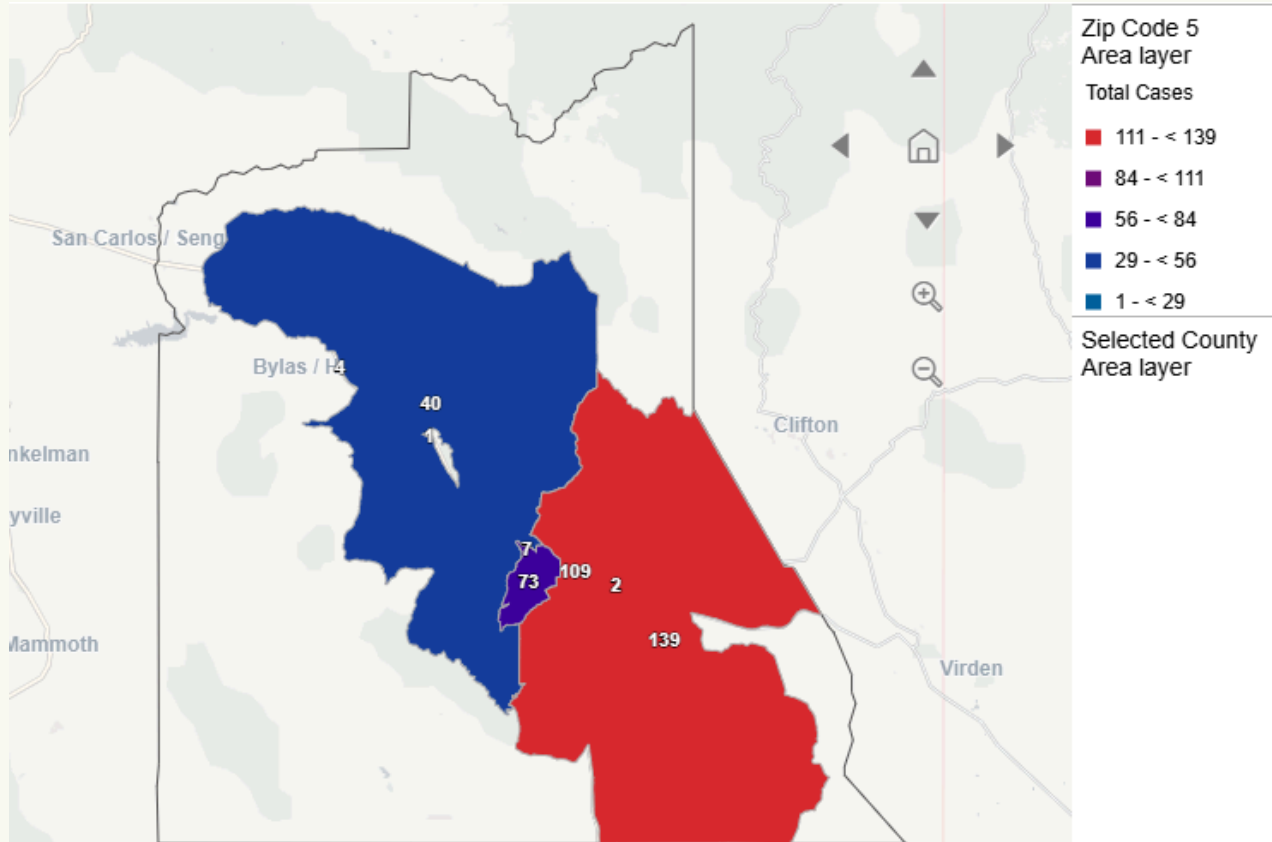 San Carlos / Seng
Bylas / H
4
40
1
nkelman
Clifton
yville
7
73
109
2
Mammoth
139
Virden
Zip Code 5
Area layer
Total Cases
111 - < 139
84 - < 111
56 - < 84
29 - < 56
1 - < 29
Selected County
Area layer